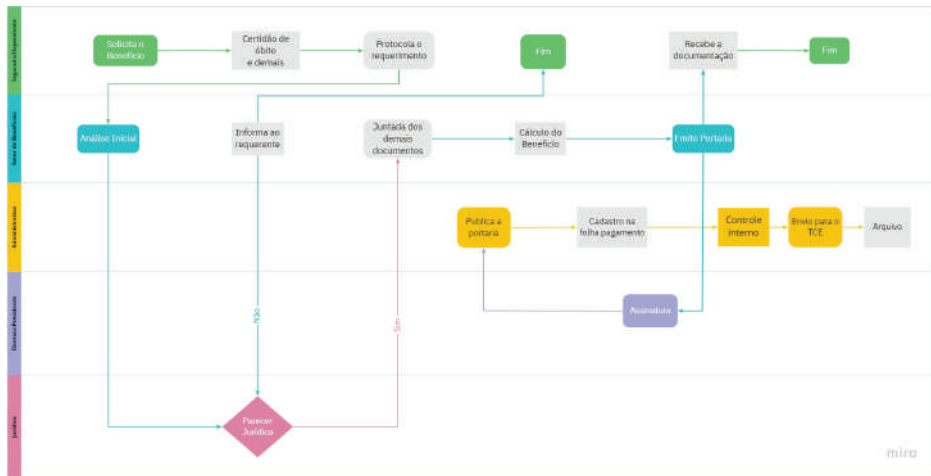 Solicita o
Benefício
Certidão de
óbito
e demais
Protocola o
requerimento
Fim
Recebe a
documentação
Fim
Análise Inicial
Informa ao
requerente
Juntada dos
demais
documentos
Cálculo do
Benefício
Emite Portaria
Publica a
portaria
Cadastro na
folha pagamento
Controle
Interno
Envio para o
TCE
Arquivo
Assinatura
Não
Sim
Parecer
Jurídico
Jurídico
miro